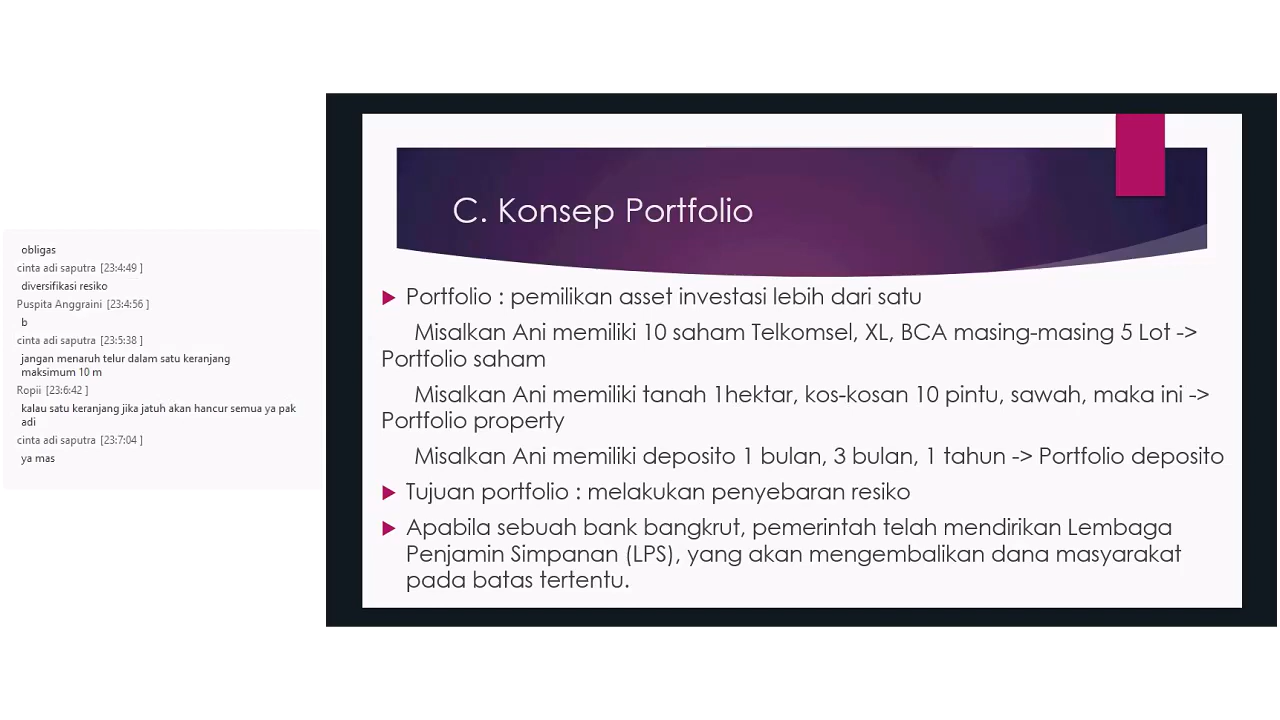 obligas
cinta adi saputra [23:4:49 ]
diversifikasi resiko
Puspita Anggraini [23:4:56 ]
b
cinta adi saputra [23:5:38 ]
jangan menaruh telur dalam satu keranjang
maksimum 10 m
Ropii [23:6:42 ]
kalau satu keranjang jika jatuh akan hancur semua ya pak
adi
cinta adi saputra [23:7:04 ]
ya mas
C. Konsep Portfolio
Portfolio : pemilikan asset investasi lebih dari satu
Misalkan Ani memiliki 10 saham Telkomsel, XL, BCA masing-masing 5 Lot ->
Portfolio saham
Misalkan Ani memiliki tanah 1hektar, kos-kosan 10 pintu, sawah, maka ini ->
Portfolio property
Misalkan Ani memiliki deposito 1 bulan, 3 bulan, 1 tahun -> Portfolio deposito
Tujuan portfolio : melakukan penyebaran resiko
Apabila sebuah bank bangkrut, pemerintah telah mendirikan Lembaga
Penjamin Simpanan (LPS), yang akan mengembalikan dana masyarakat
pada batas tertentu.